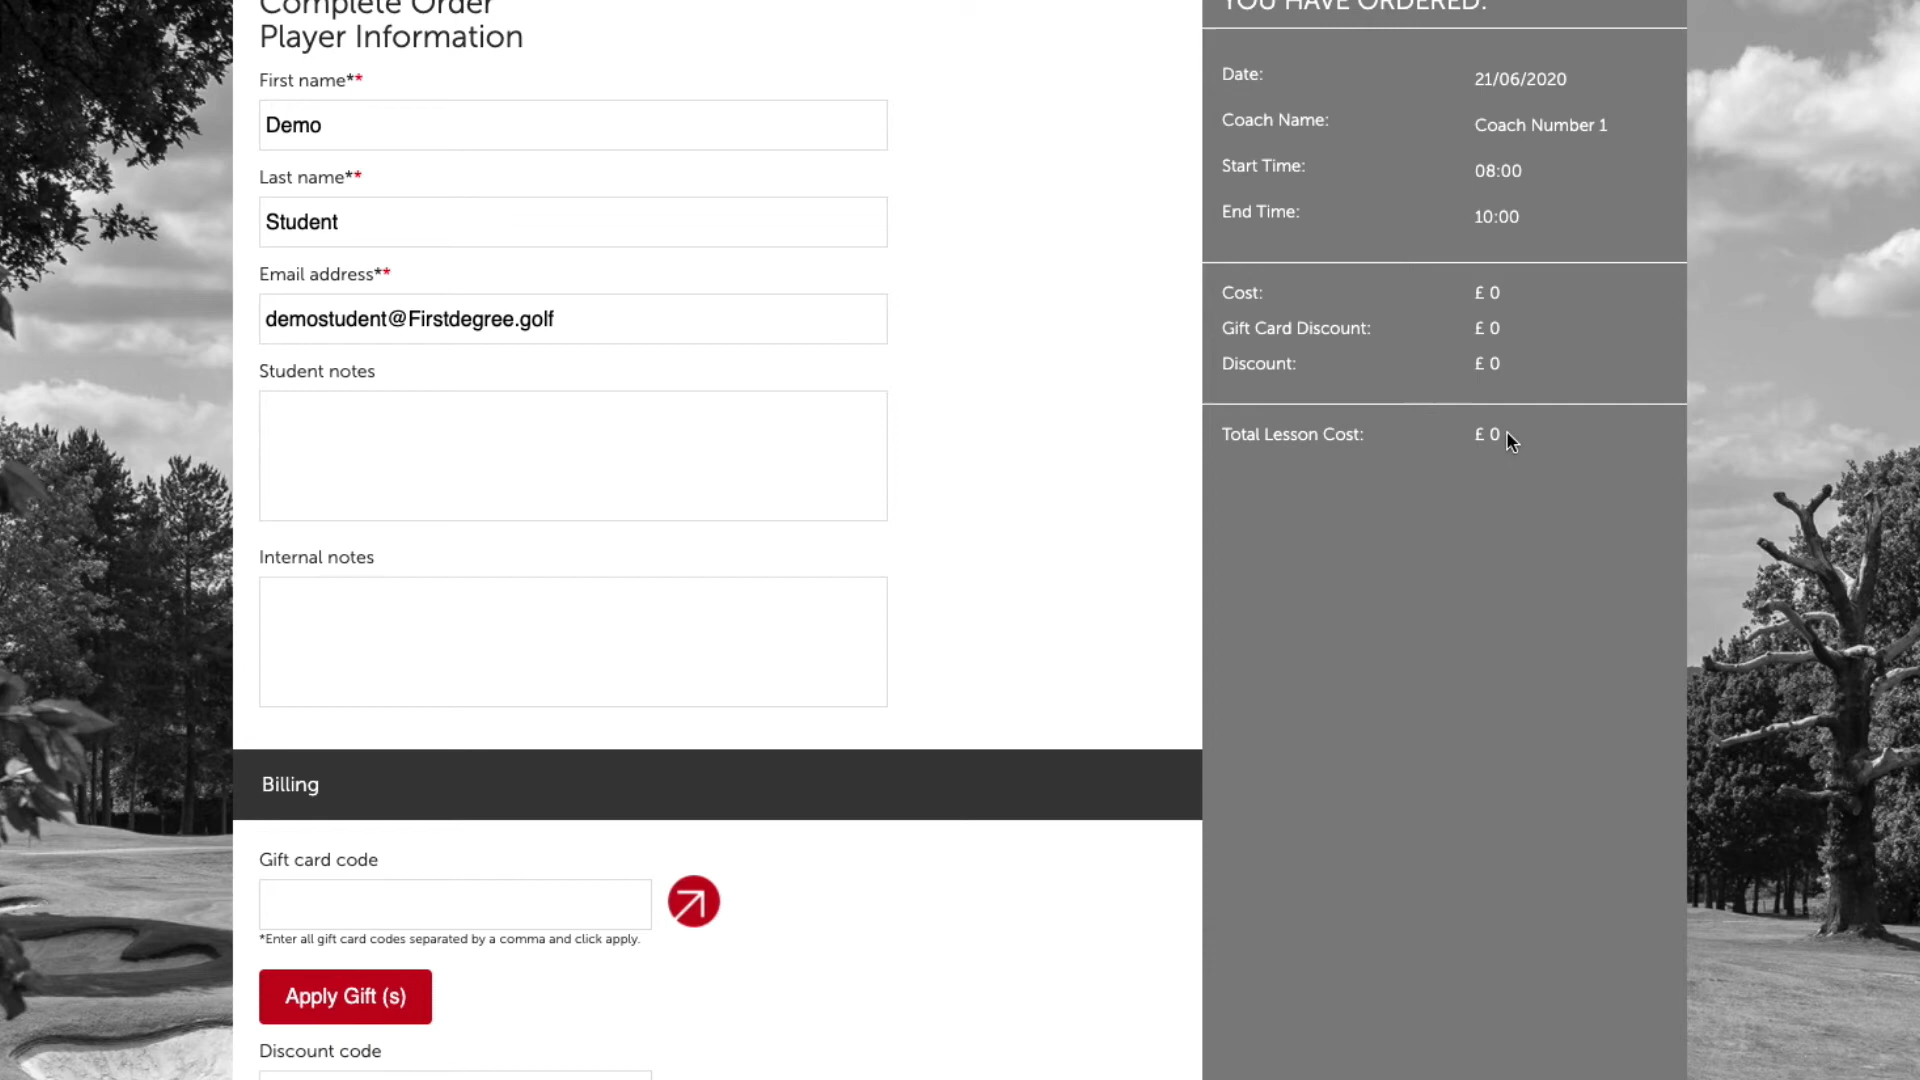 Complete Order
Player Information
First name**
Demo
Last name**
Student
Email address**
demostudent@Firstdegree.golf
Student notes
Internal notes
Billing
Gift card code
*Enter all gift card codes separated by a comma and click apply.
Apply Gift (s)
Discount code
YOU HAVE ORDERED:
Date: 21/06/2020
Coach Name: Coach Number 1
Start Time: 08:00
End Time: 10:00
Cost: £ 0
Gift Card Discount: £ 0
Discount: £ 0
Total Lesson Cost: £ 0